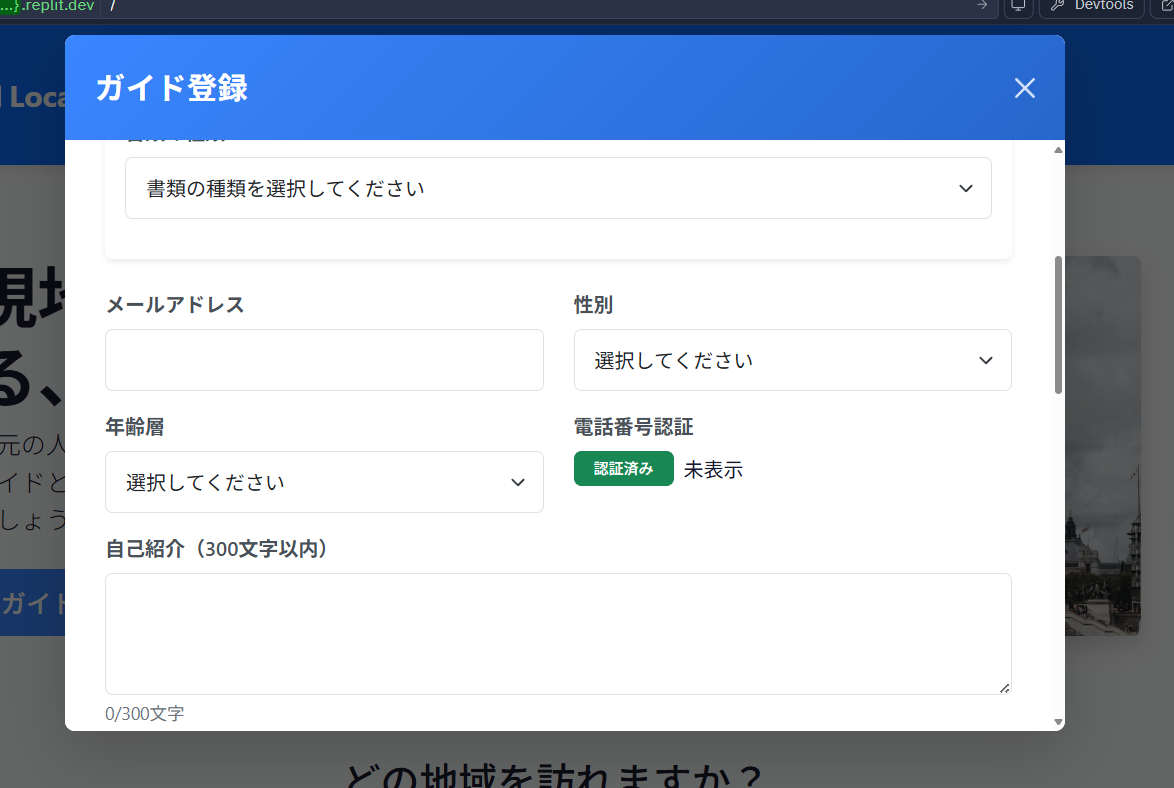 ...}.replit.dev /
Devtools
Loca
ガイド登録
書類の種類を選択してください
メールアドレス
性別
選択してください
年齢層
電話番号認証
選択してください
認証済み 未表示
自己紹介（300文字以内）
0/300文字
現地
る、
元の人
イドと
しょう
ガイド
どの地域を訪れますか？